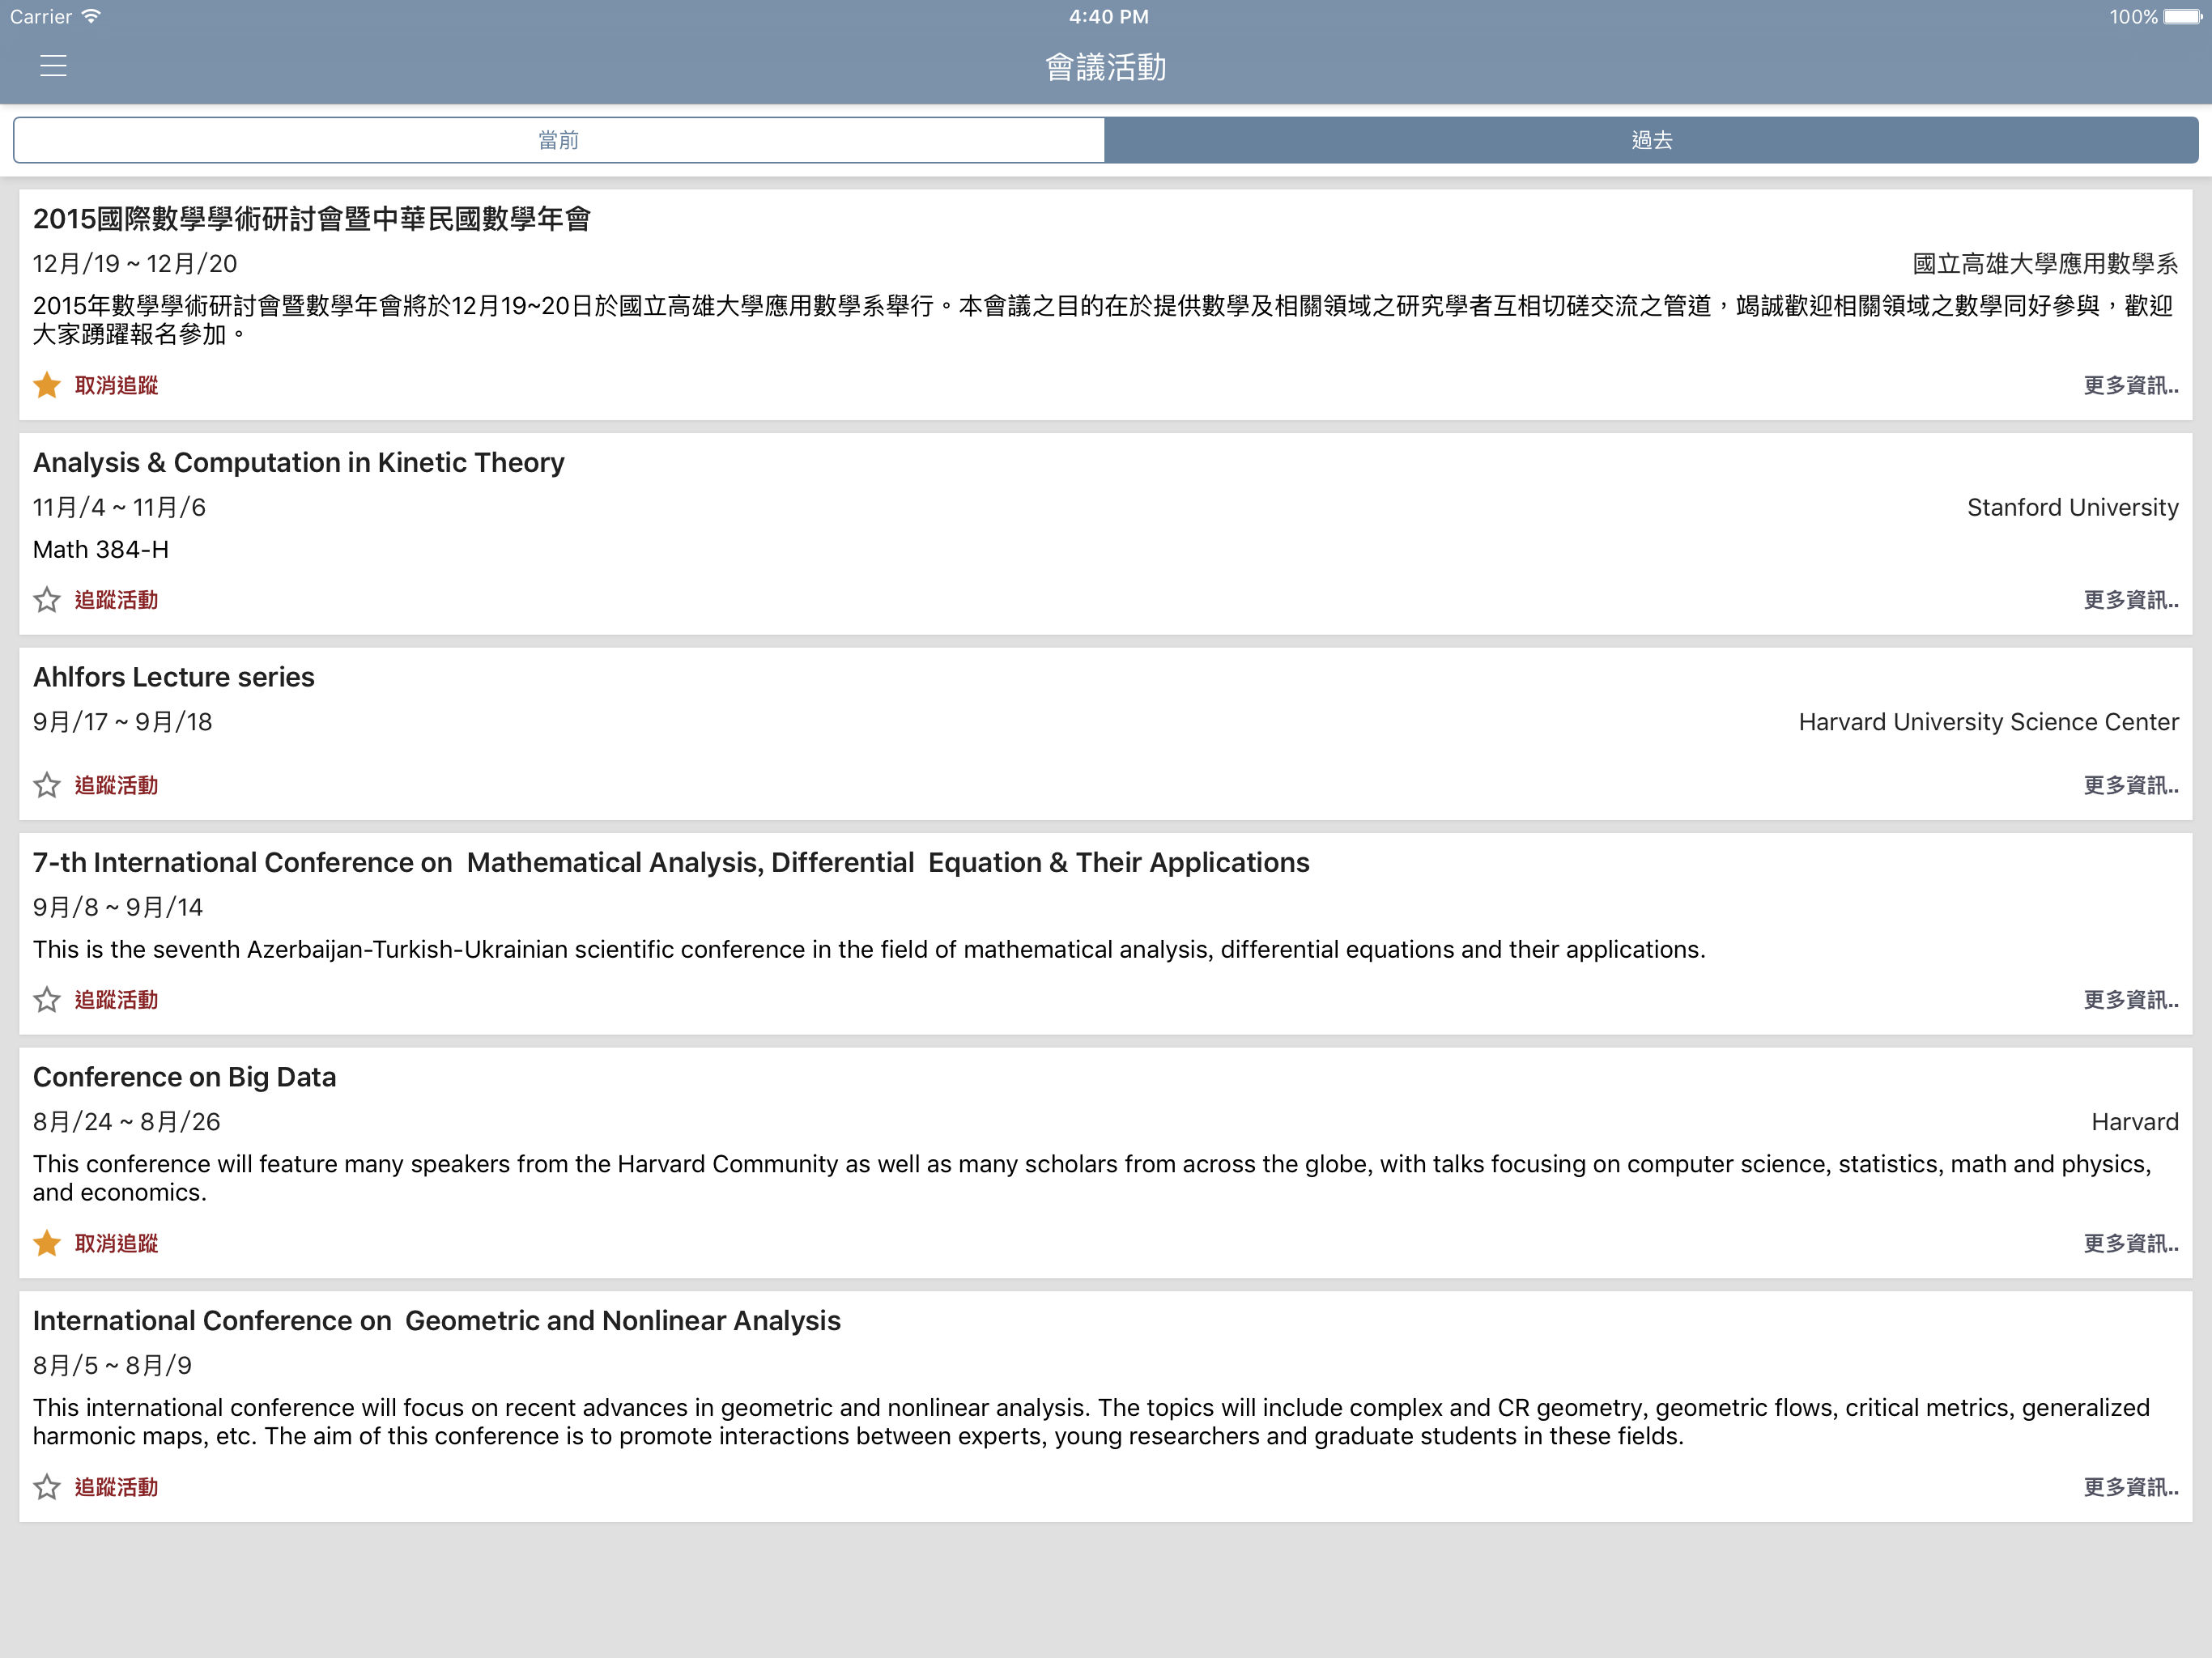 Carrier 4:40 PM 100%
會議活動
當前 過去
2015國際數學學術研討會暨中華民國數學年會
12月/19 ~ 12月/20 國立高雄大學應用數學系
2015年數學學術研討會暨數學年會將於12月19~20日於國立高雄大學應用數學系舉行。本會議之目的在於提供數學及相關領域之研究學者互相切磋交流之管道，竭誠歡迎相關領域之數學同好參與，歡迎
大家踴躍報名參加。
取消追蹤 更多資訊..
Analysis & Computation in Kinetic Theory
11月/4 ~ 11月/6 Stanford University
Math 384-H
追蹤活動 更多資訊..
Ahlfors Lecture series
9月/17 ~ 9月/18 Harvard University Science Center
追蹤活動 更多資訊..
7-th International Conference on  Mathematical Analysis, Differential  Equation & Their Applications
9月/8 ~ 9月/14
This is the seventh Azerbaijan-Turkish-Ukrainian scientific conference in the field of mathematical analysis, differential equations and their applications.
追蹤活動 更多資訊..
Conference on Big Data
8月/24 ~ 8月/26 Harvard
This conference will feature many speakers from the Harvard Community as well as many scholars from across the globe, with talks focusing on computer science, statistics, math and physics,
and economics.
取消追蹤 更多資訊..
International Conference on  Geometric and Nonlinear Analysis
8月/5 ~ 8月/9
This international conference will focus on recent advances in geometric and nonlinear analysis. The topics will include complex and CR geometry, geometric flows, critical metrics, generalized
harmonic maps, etc. The aim of this conference is to promote interactions between experts, young researchers and graduate students in these fields.
追蹤活動 更多資訊..